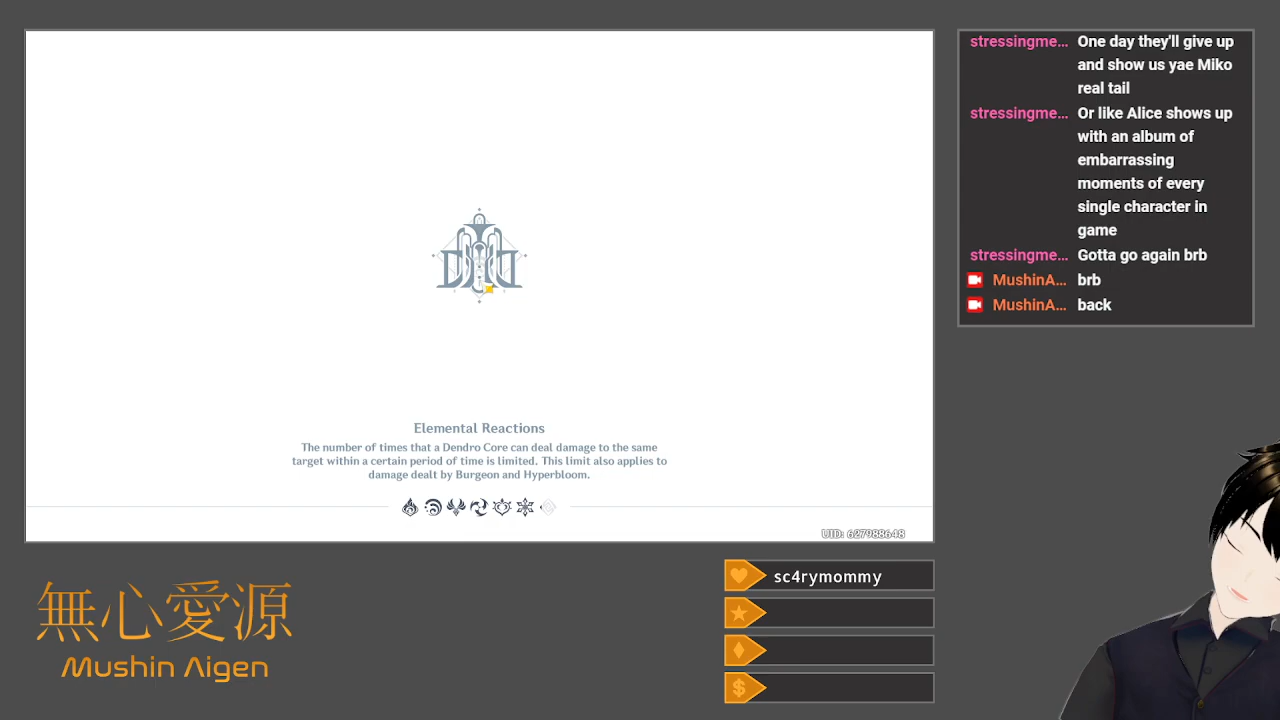 stressingme... One day they'll give up
and show us yae Miko
real tail
stressingme... Or like Alice shows up
with an album of
embarrassing
moments of every
single character in
game
stressingme... Gotta go again brb
MushinA... brb
MushinA... back
Elemental Reactions
The number of times that a Dendro Core can deal damage to the same
target within a certain period of time is limited. This limit also applies to
damage dealt by Burgeon and Hyperbloom.
UID: 627988648
sc4rymommy
無心愛源
Mushin Aigen